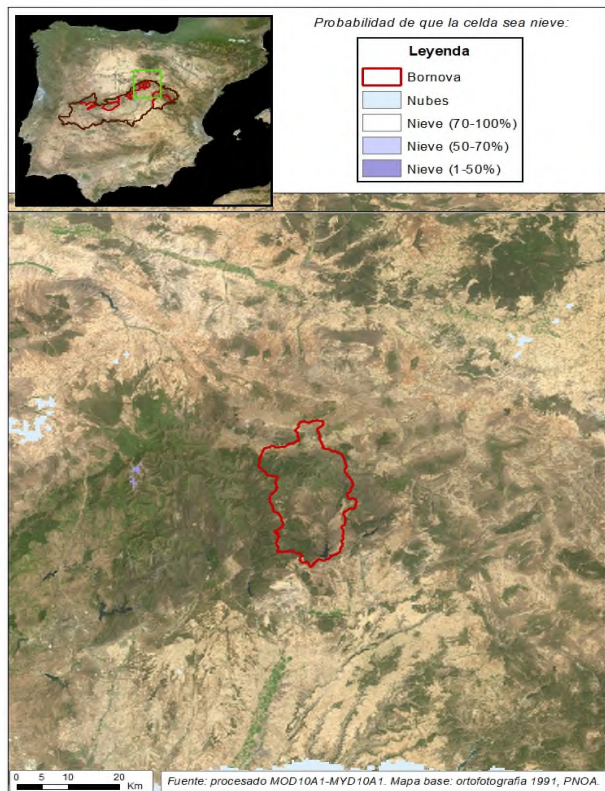 Probabilidad de que la celda sea nieve:
Leyenda
Bornova
Nubes
Nieve (70-100%)
Nieve (50-70%)
Nieve (1-50%)
0 5 10 20
Km
Fuente: procesado MOD10A1-MYD10A1. Mapa base: ortofotografía 1991, PNOA.